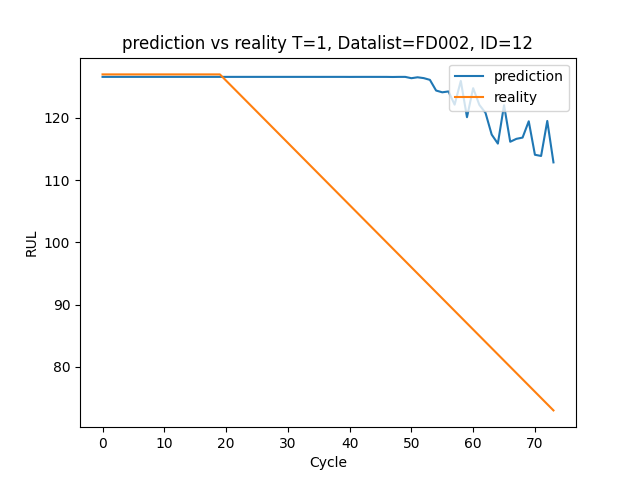 prediction vs reality T=1, Datalist=FD002, ID=12
prediction
reality
120
110
100
90
80
RUL
0 10 20 30 40 50 60 70
Cycle